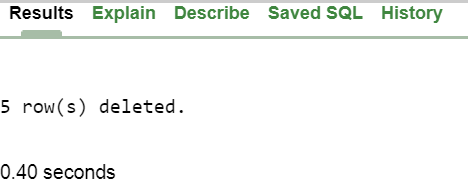 Results Explain Describe Saved SQL History
5 row(s) deleted.
0.40 seconds